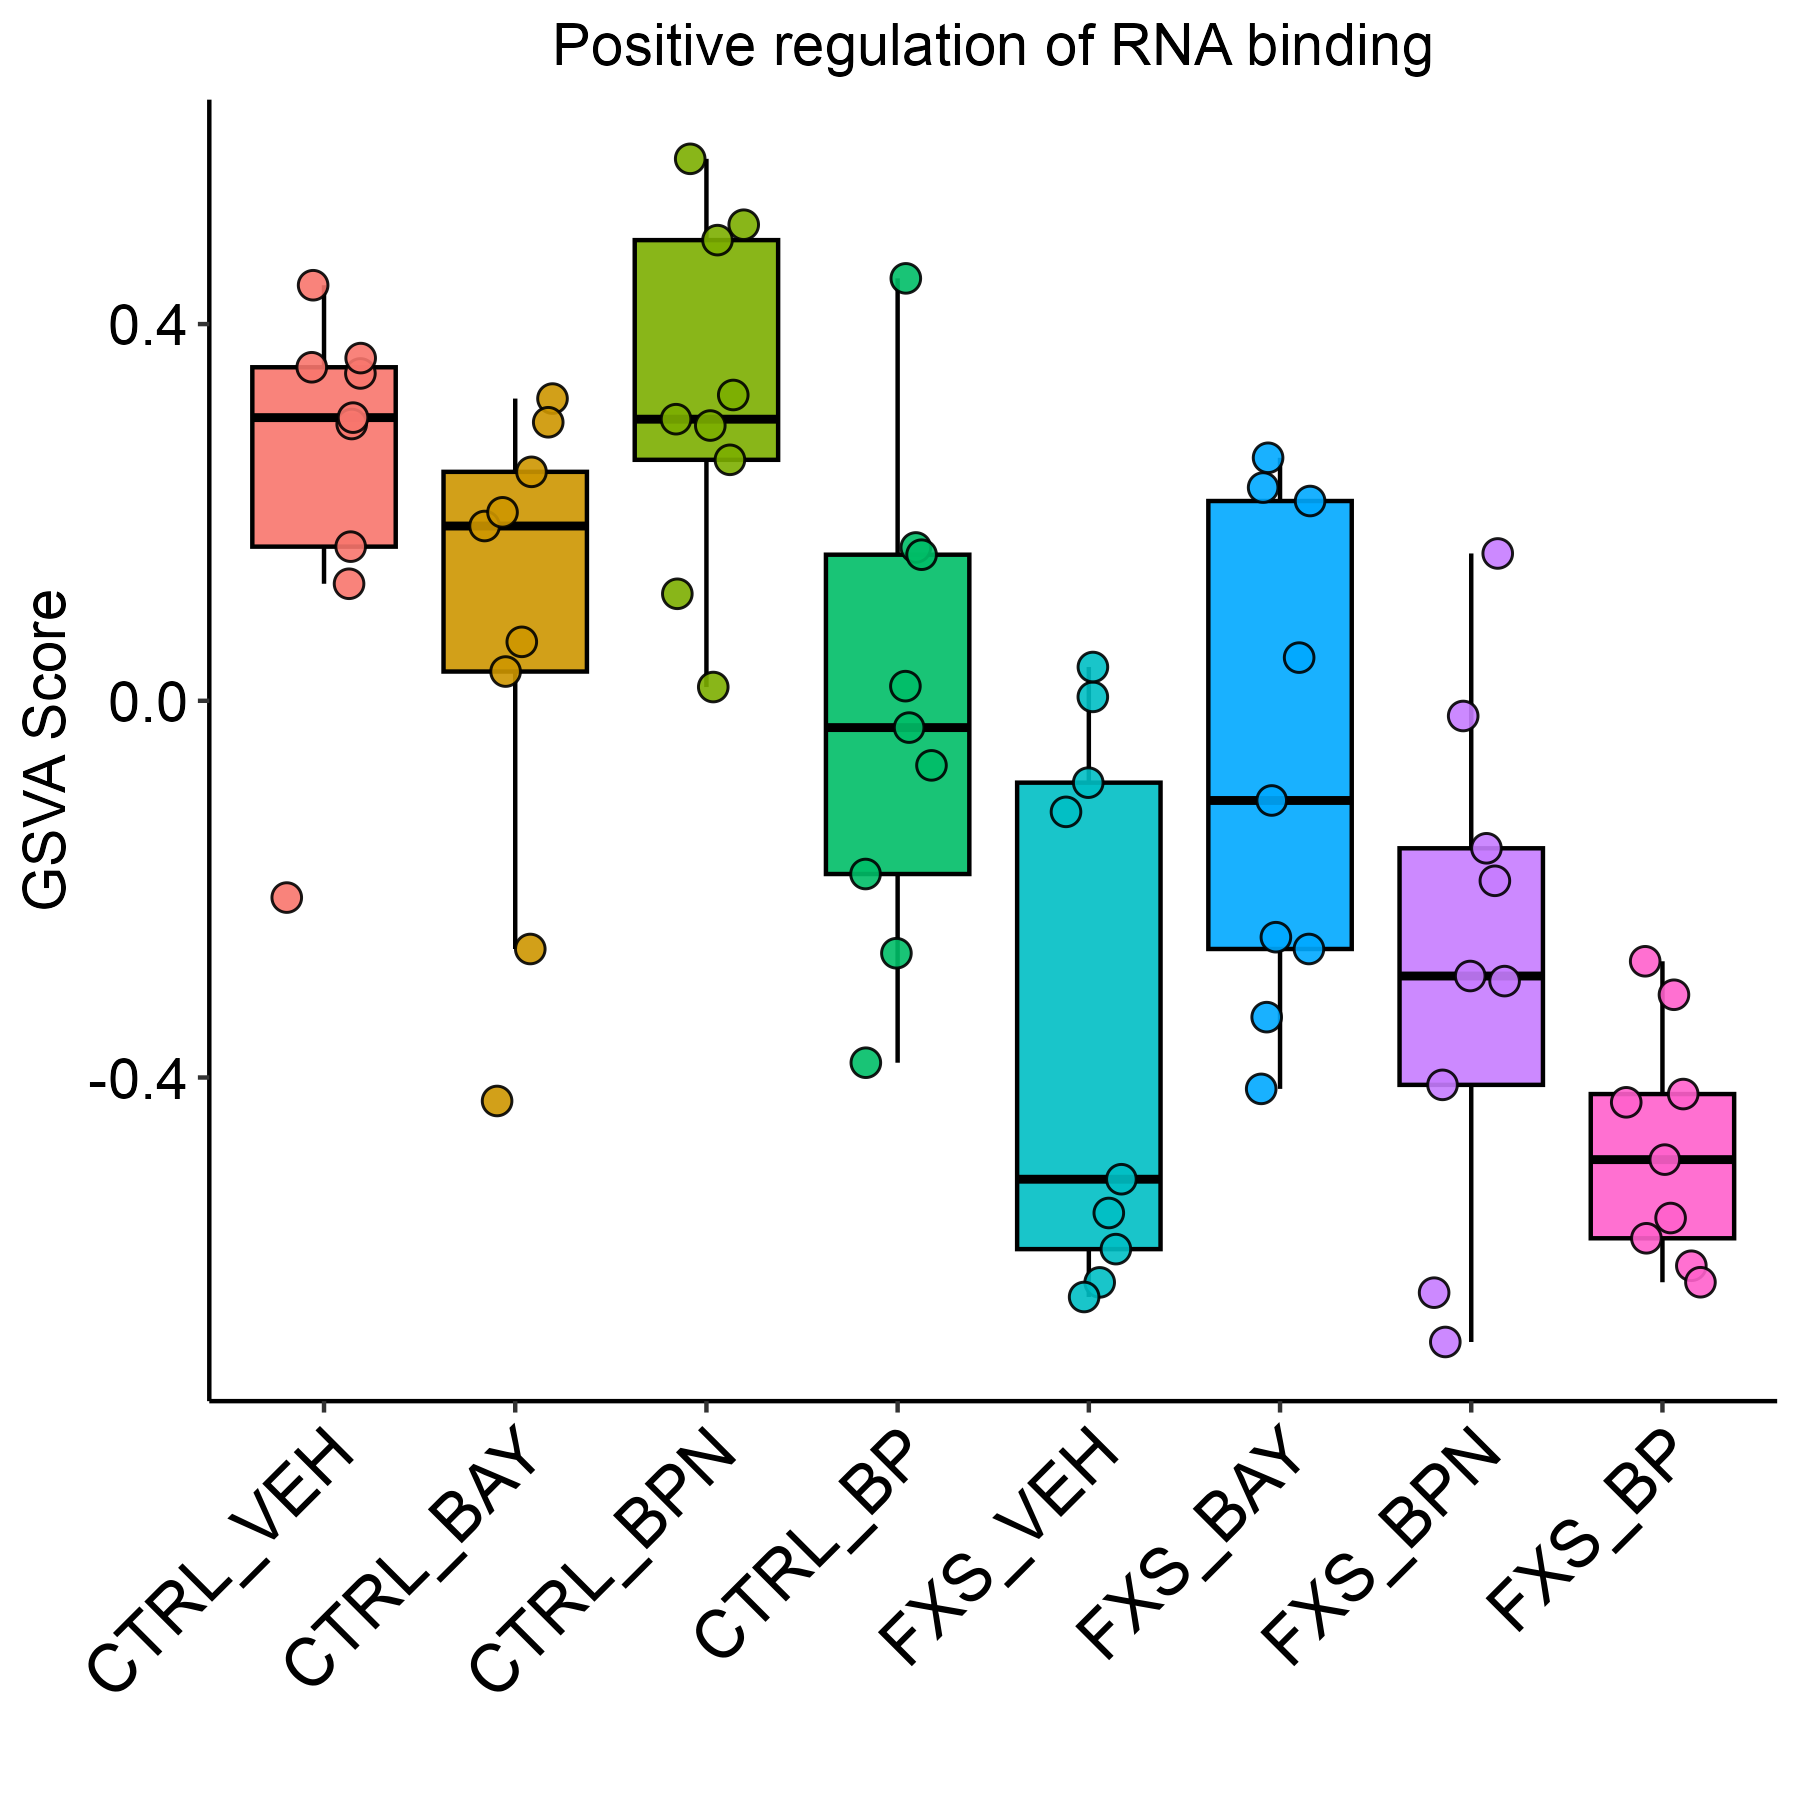 Positive regulation of RNA binding
GSVA Score
0.4
0.0
-0.4
CTRL_VEH
CTRL_BAY
CTRL_BPN
CTRL_BP
FXS_VEH
FXS_BAY
FXS_BPN
FXS_BP